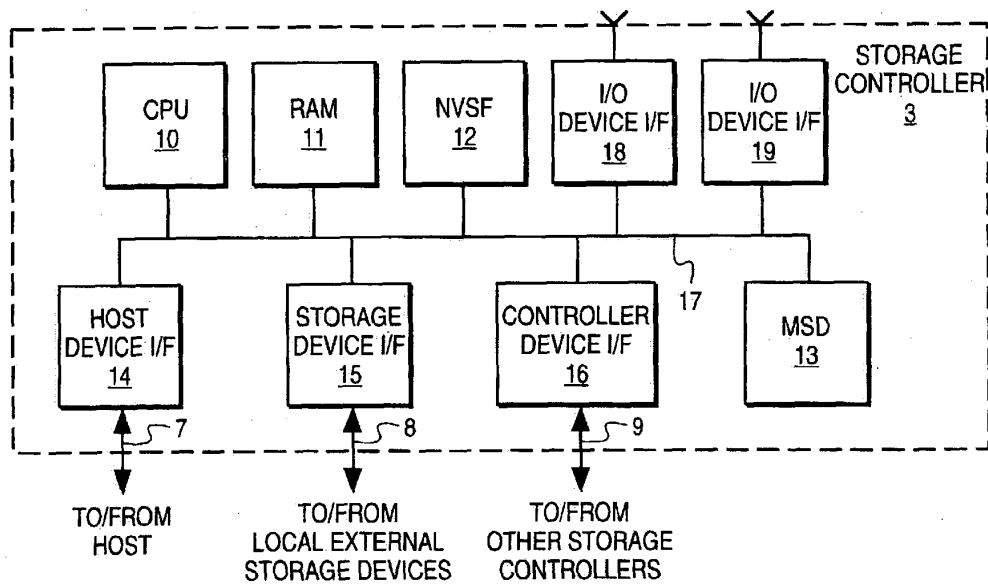 STORAGE
CONTROLLER
3
CPU
10
RAM
11
NVSF
12
I/O
DEVICE I/F
18
I/O
DEVICE I/F
19
17
HOST
DEVICE I/F
14
STORAGE
DEVICE I/F
15
CONTROLLER
DEVICE I/F
16
MSD
13
7
8
9
TO/FROM
HOST
TO/FROM
LOCAL EXTERNAL
STORAGE DEVICES
TO/FROM
OTHER STORAGE
CONTROLLERS